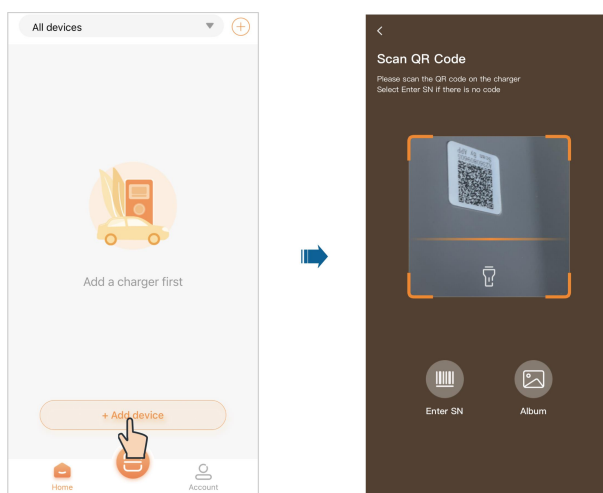 All devices
Add a charger first
+ Add device
Home
Account
Scan QR Code
Please scan the QR code on the charger
Select Enter SN if there is no code
Enter SN
Album